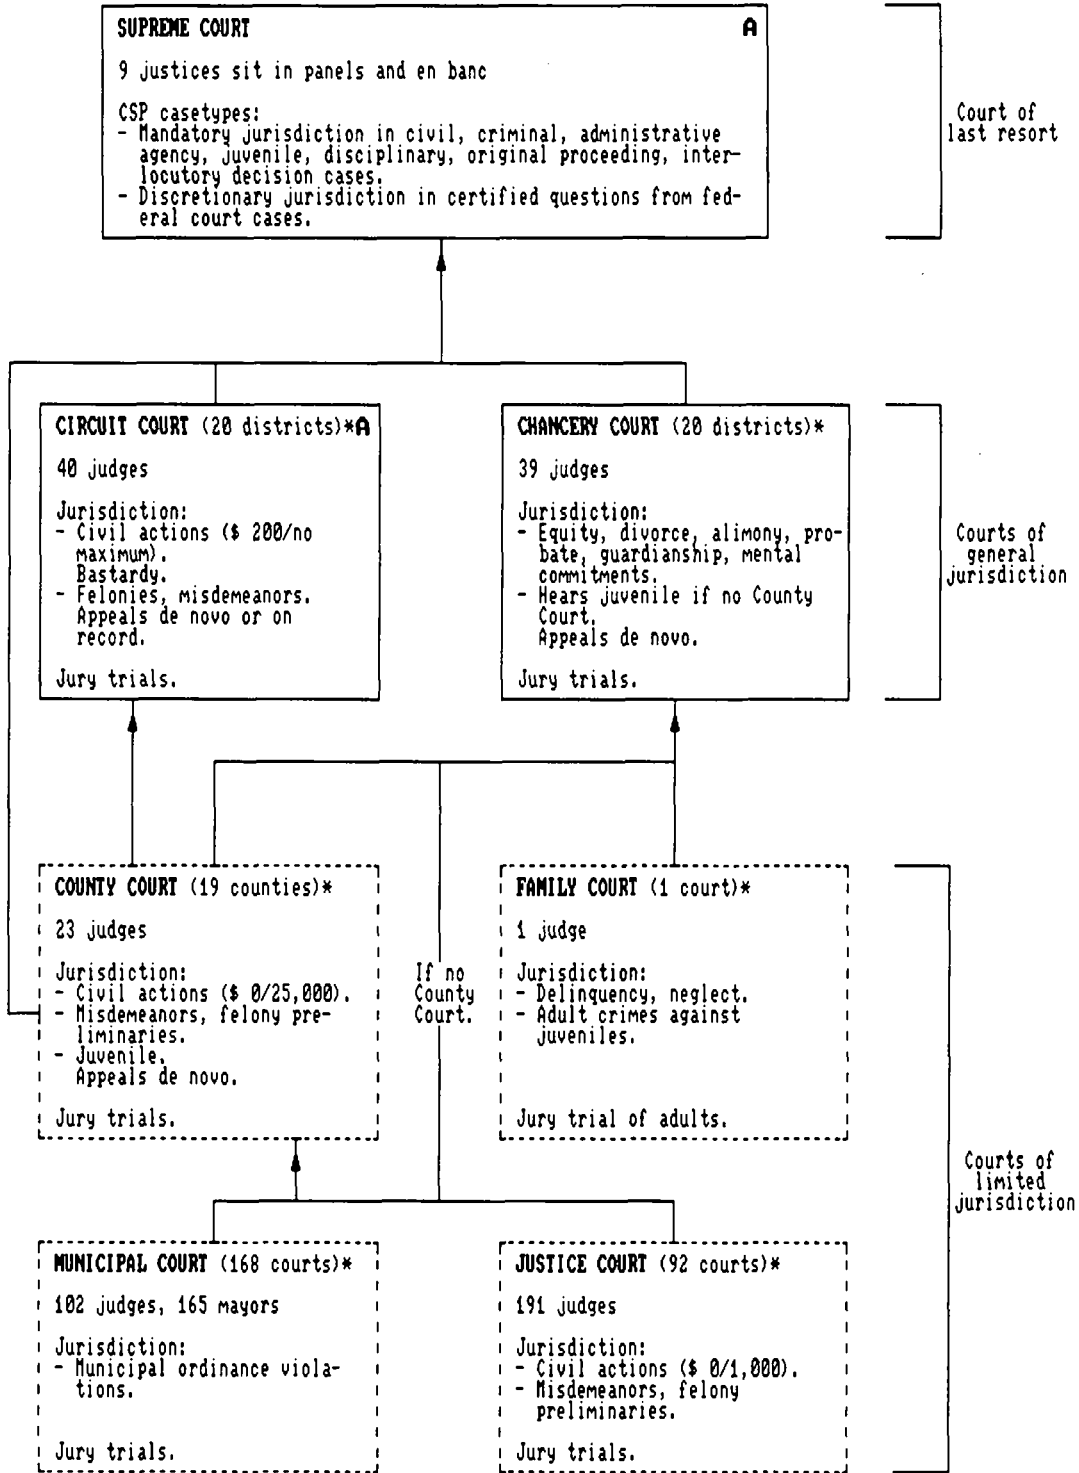 SUPREME COURT A
9 justices sit in panels and en banc
CSP casetypes:
- Mandatory jurisdiction in civil, criminal, administrative
agency, juvenile, disciplinary, original proceeding, inter-
locutory decision cases.
- Discretionary jurisdiction in certified questions from fed-
eral court cases.
Court of
last resort
CIRCUIT COURT (20 districts)*A
40 judges
Jurisdiction:
- Civil actions ($ 200/no
maximum).
Bastardy.
- Felonies, misdemeanors.
Appeals de novo or on
record.
Jury trials.
CHANCERY COURT (20 districts)*
39 judges
Jurisdiction:
- Equity, divorce, alimony, pro-
bate, guardianship, mental
commitments.
- Hears juvenile if no County
Court.
Appeals de novo.
Jury trials.
Courts of
general
jurisdiction
COUNTY COURT (19 counties)*
23 judges
Jurisdiction:
- Civil actions ($ 0/25,000).
- Misdemeanors, felony pre-
liminaries.
- Juvenile.
Appeals de novo.
Jury trials.
If no
County
Court.
FAMILY COURT (1 court)*
1 judge
Jurisdiction:
- Delinquency, neglect.
- Adult crimes against
juveniles.
Jury trial of adults.
Courts of
limited
jurisdiction
MUNICIPAL COURT (168 courts)*
102 judges, 165 mayors
Jurisdiction:
- Municipal ordinance viola-
tions.
Jury trials.
JUSTICE COURT (92 courts)*
191 judges
Jurisdiction:
- Civil actions ($ 0/1,000).
- Misdemeanors, felony
preliminaries.
Jury trials.